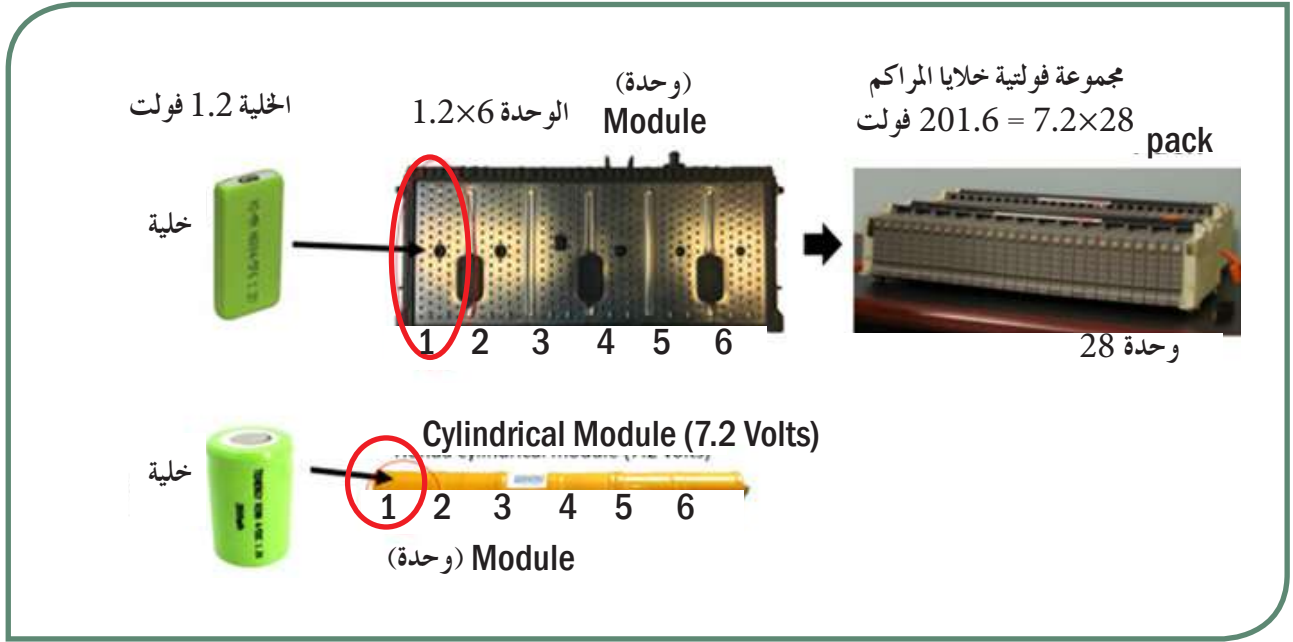 الخلية 1.2 فولت
الوحدة 6×1.2
(وحدة)
Module
مجموعة فولتية خلايا المراكم
28×7.2 = 201.6 فولت
pack
خلية
1 2 3 4 5 6
28 وحدة
Cylindrical Module (7.2 Volts)
خلية
1 2 3 4 5 6
Module (وحدة)